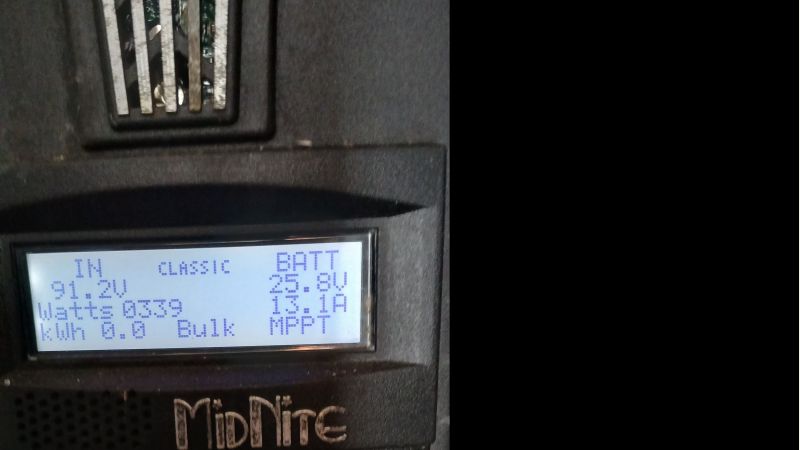 IN CLASSIC BATT
91.2V 25.8V
Watts 0339 13.1A
kWh 0.0 Bulk MPPT
MIDNITE